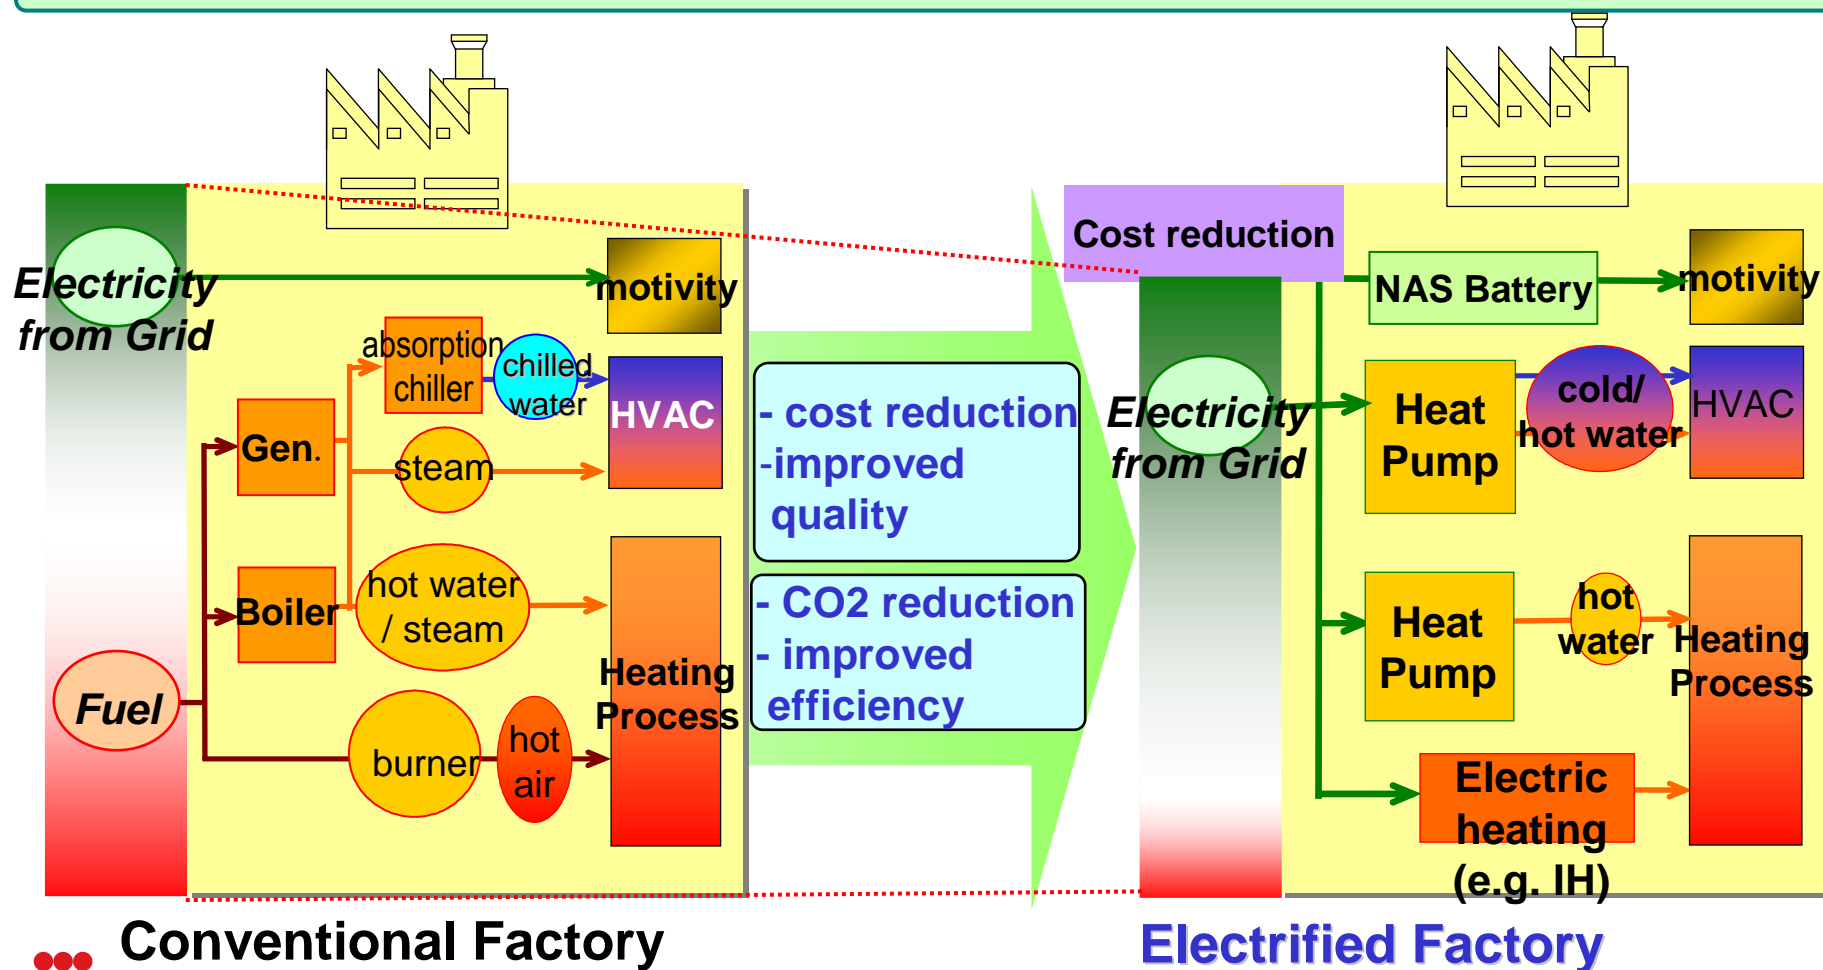 Electricity
from Grid
motivity
absorption
chiller
chilled
water
HVAC
Gen.
steam
Boiler
hot water
/ steam
Fuel
burner
hot
air
Heating
Process
Conventional Factory
- cost reduction
-improved
quality
- CO2 reduction
- improved
efficiency
Cost reduction
Electricity
from Grid
NAS Battery
motivity
Heat
Pump
cold/
hot water
HVAC
Heat
Pump
hot
water
Heating
Process
Electric
heating
(e.g. IH)
Electrified Factory